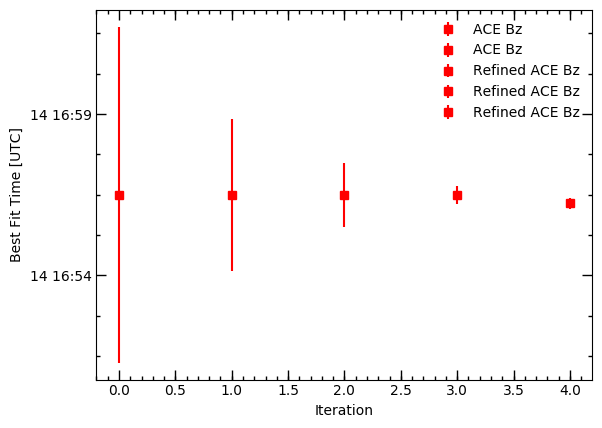 ACE Bz
ACE Bz
Refined ACE Bz
Refined ACE Bz
Refined ACE Bz
Best Fit Time [UTC]
14 16:59
14 16:54
0.0 0.5 1.0 1.5 2.0 2.5 3.0 3.5 4.0
Iteration